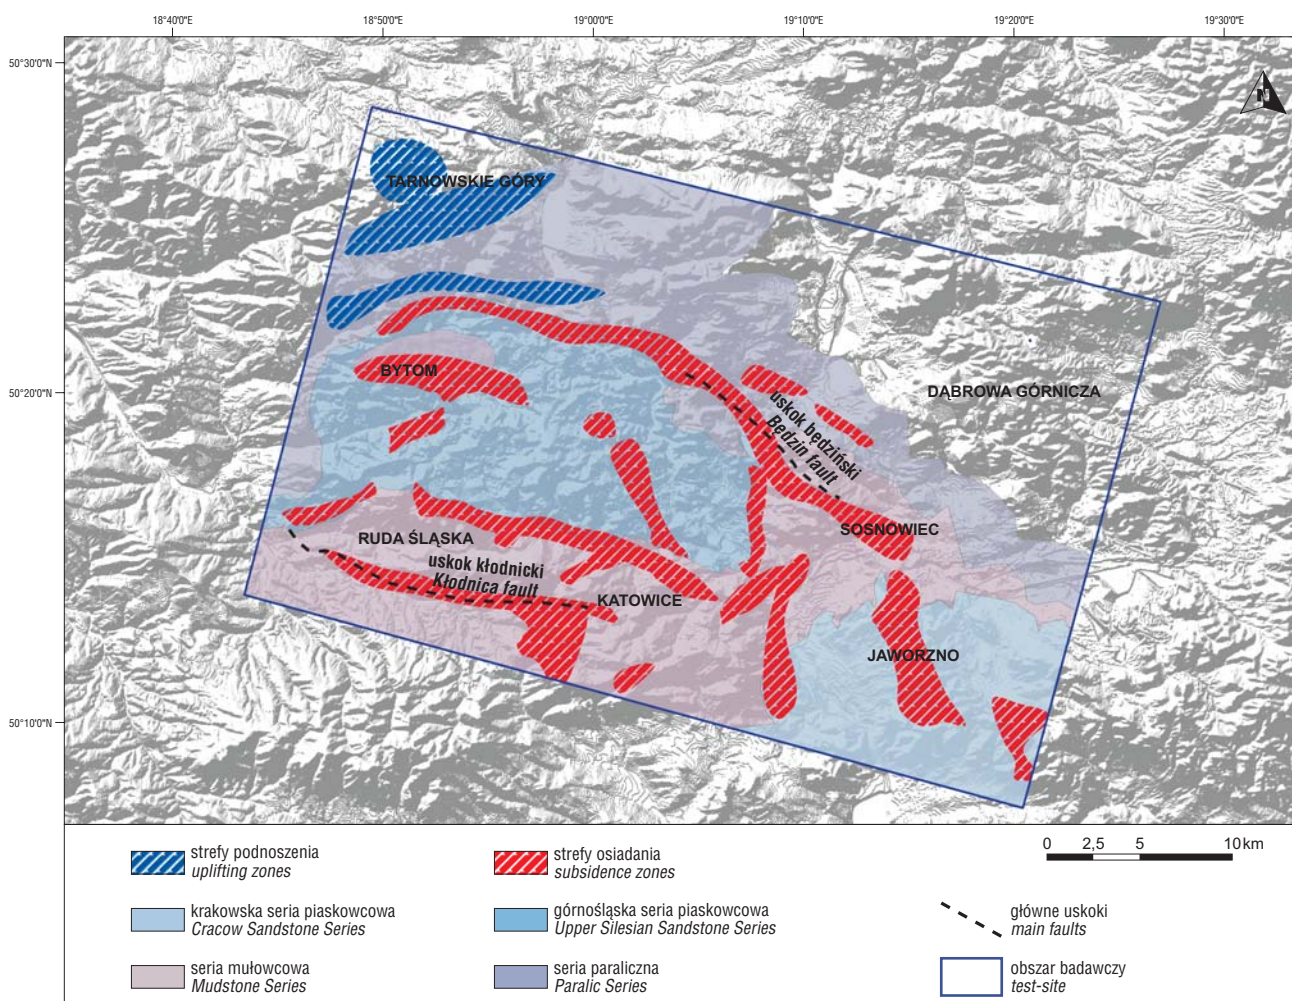 18°40'0"E
18°50'0"E
19°0'0"E
19°10'0"E
19°20'0"E
19°30'0"E
50°30'0"N
50°20'0"N
50°10'0"N
N
TARNOWSKIE GÓRY
BYTOM
DĄBROWA GÓRNICZA
uskok będziński
Będzin fault
SOSNOWIEC
RUDA ŚLĄSKA
uskok kłodnicki
Kłodnica fault
KATOWICE
JAWORZNO
strefy podnoszenia
uplifting zones
strefy osiadania
subsidence zones
0 2,5 5 10 km
krakowska seria piaskowcowa
Cracow Sandstone Series
górnośląska seria piaskowcowa
Upper Silesian Sandstone Series
główne uskoki
main faults
seria mułowcowa
Mudstone Series
seria paraliczna
Paralic Series
obszar badawczy
test-site